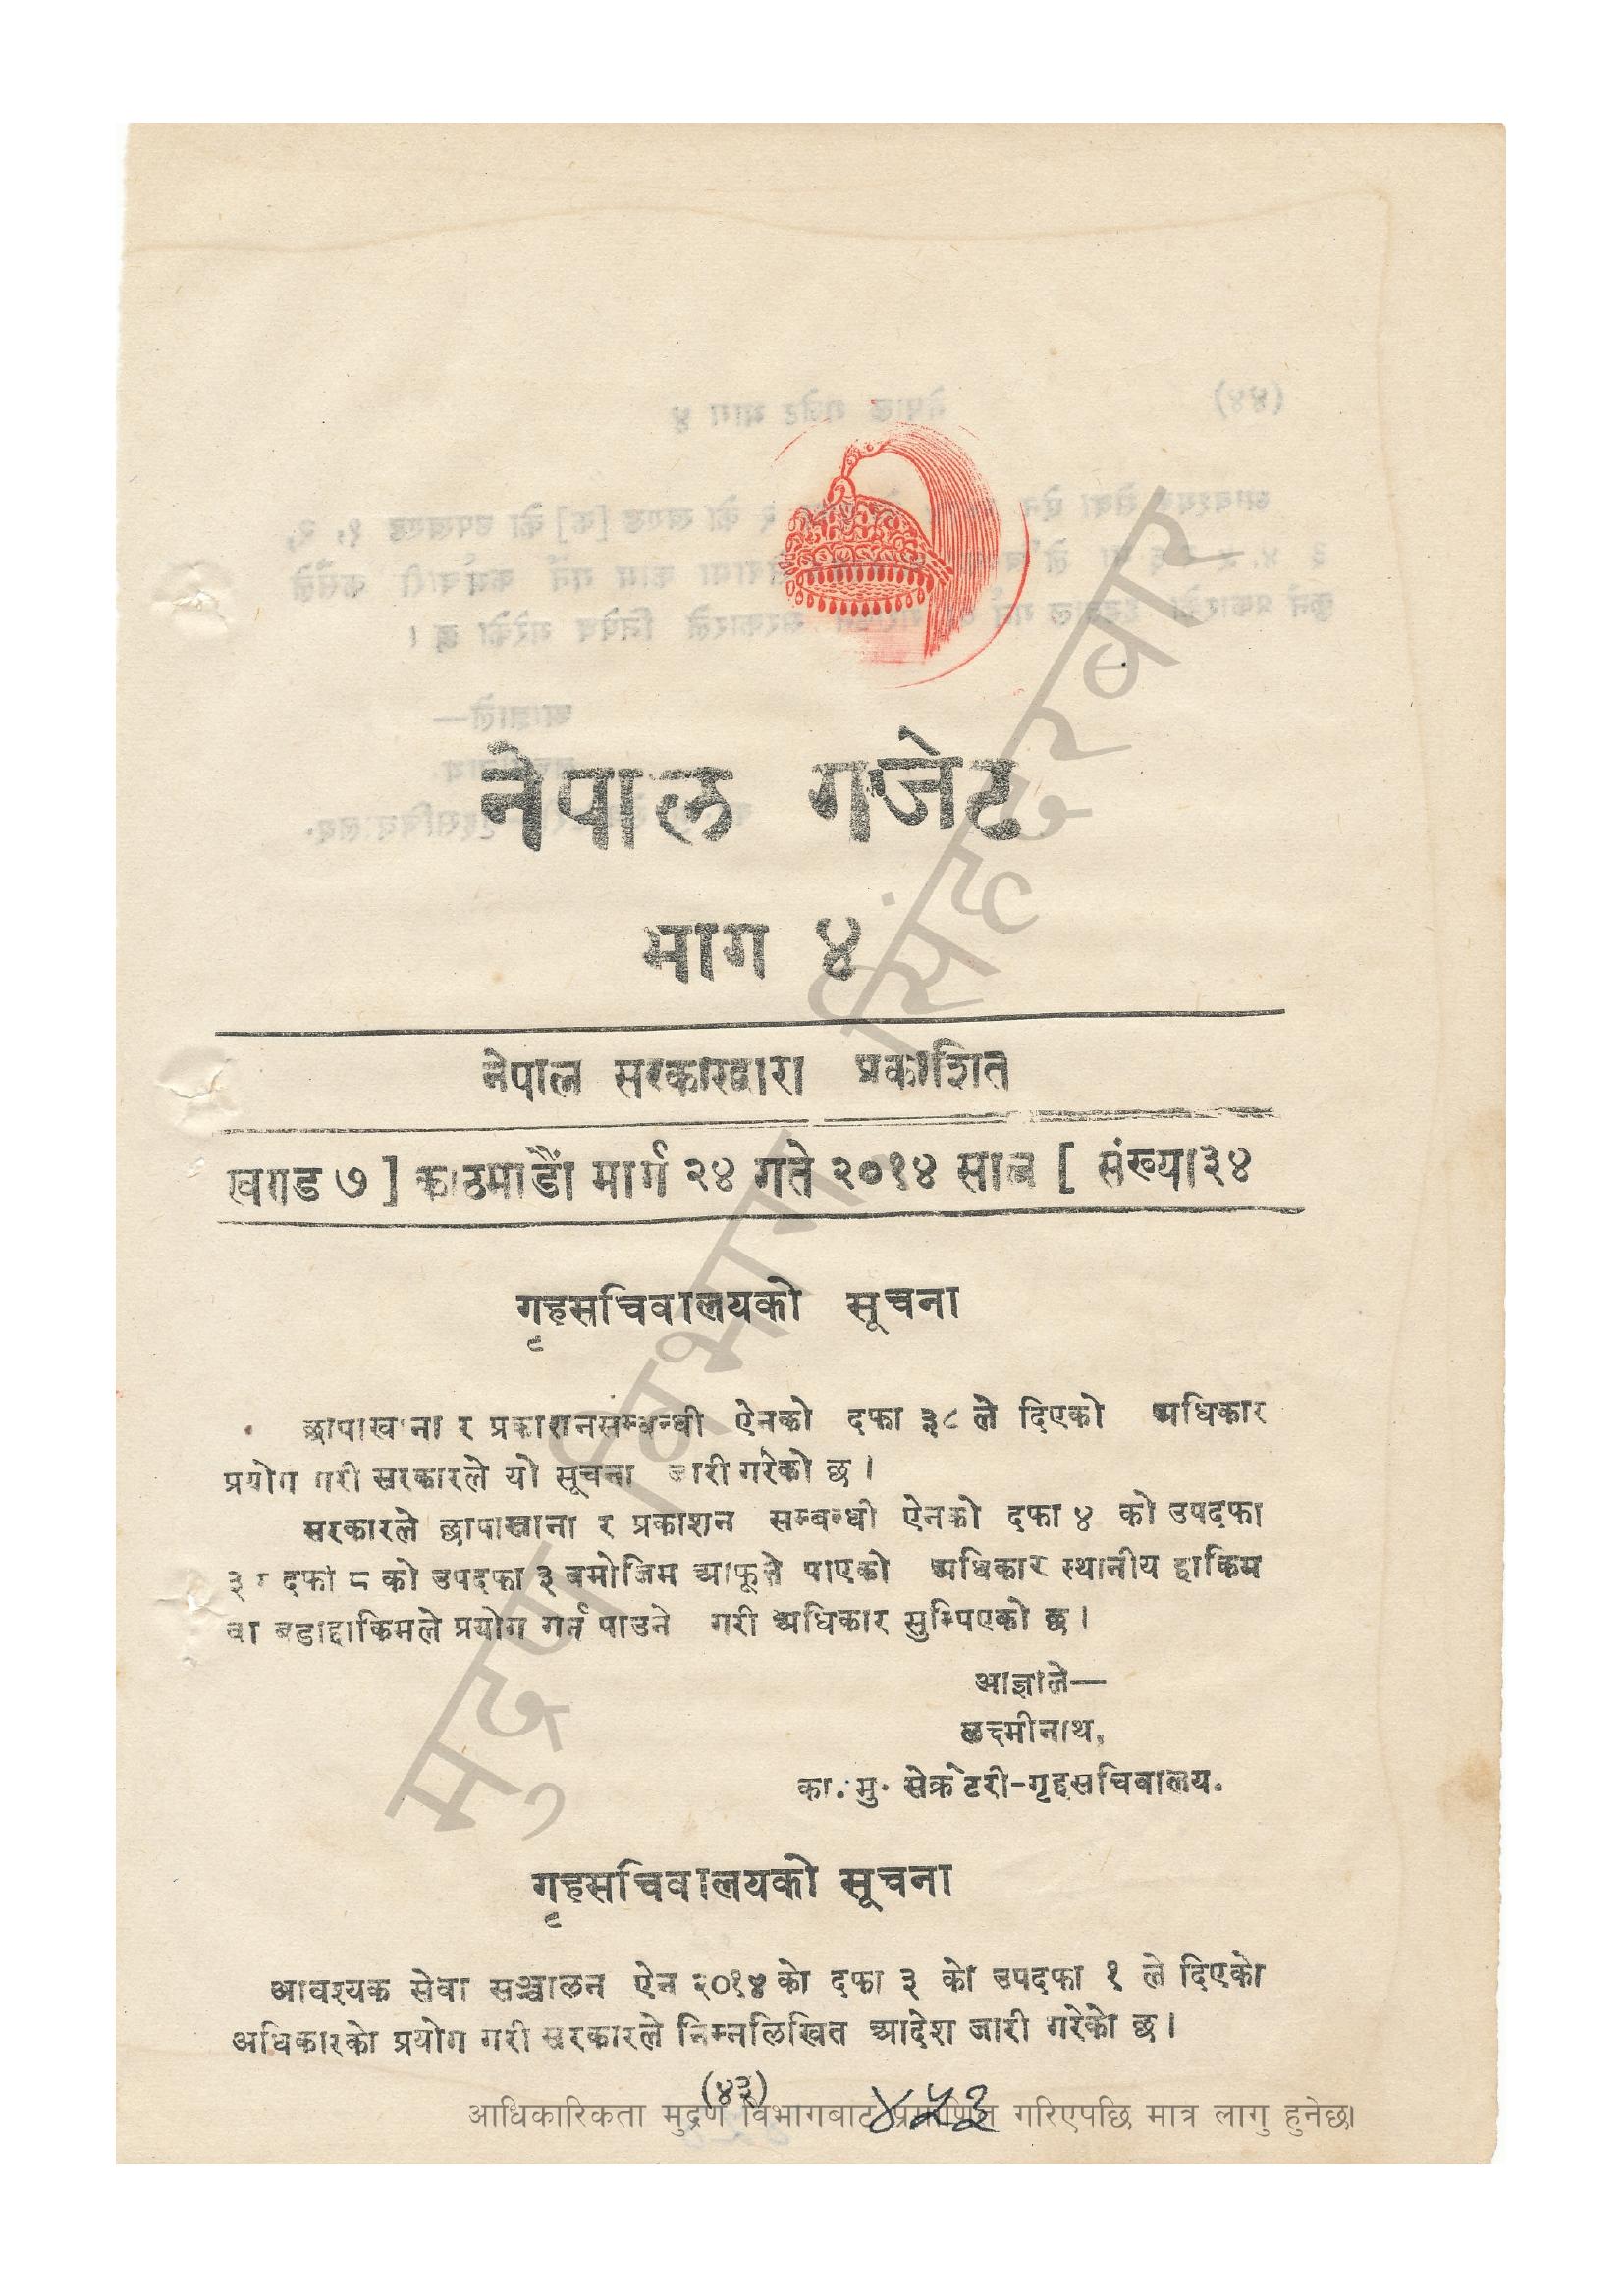 नेपाल गजेट
भाग ४
नेपाल सरकारद्वारा प्रकाशित
खण्ड ७ ] काठमाडौं मार्ग २४ गते २०१४ साल [ संख्या३४
गृहसचिवालयको सूचना
छापाखाना र प्रकाशनसम्बन्धी ऐनको दफा ३८ ले दिएको अधिकार
प्रयोग गरी सरकारले यो सूचना जारी गरेको छ ।
सरकारले छापाखाना र प्रकाशन सम्बन्धी ऐनको दफा ४ को उपदफा
३ र दफा ८ को उपदफा ३ बमोजिम आफूले पाएको अधिकार स्थानीय हाकिम
वा बडाहाकिमले प्रयोग गर्न पाउने गरी अधिकार सुम्पिएको छ ।
आज्ञाले—
लक्ष्मीनाथ,
का. मु. सेक्रेटरी-गृहसचिवालय.
गृहसचिवालयको सूचना
आवश्यक सेवा सञ्चालन ऐन २०१४ को दफा ३ को उपदफा १ ले दिएको
अधिकारको प्रयोग गरी सरकारले निम्नलिखित आदेश जारी गरेको छ ।
(४३)
४५३
आधिकारिकता मुद्रण विभागबाट प्रमाणित गरिएपछि मात्र लागु हुनेछ।
मुद्रण विभाग, सिंहदरबार